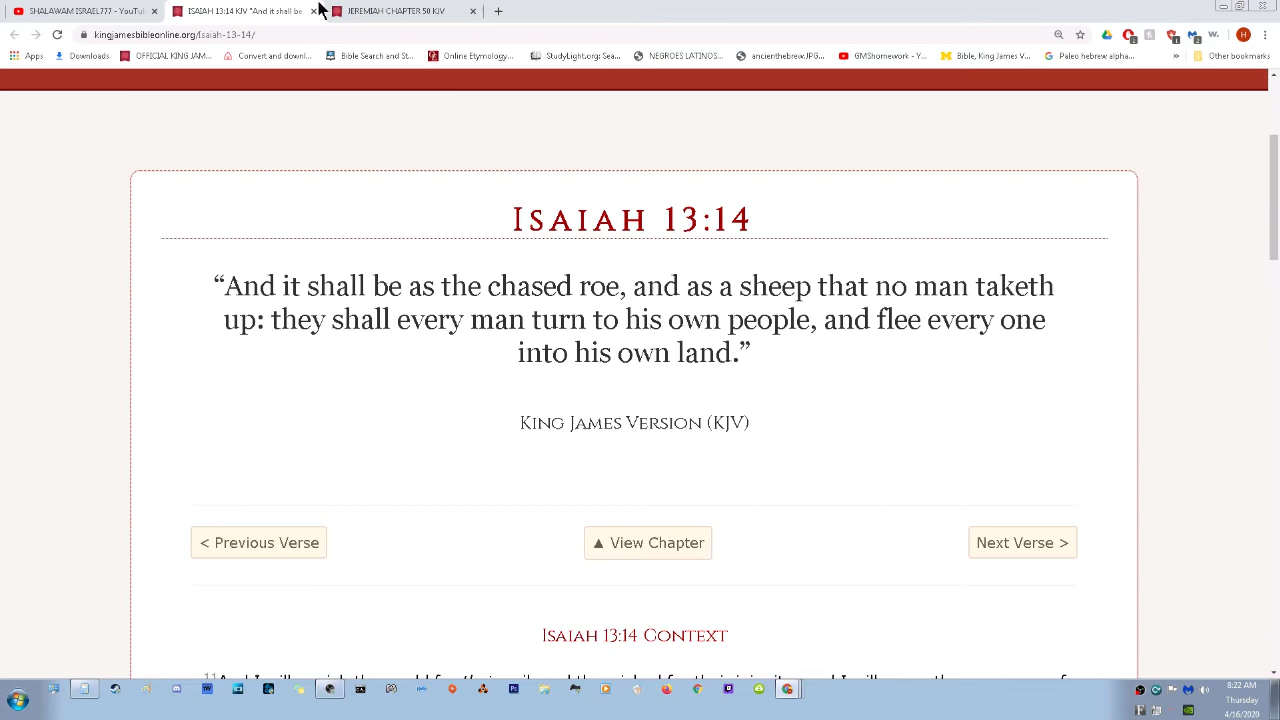 SHALAWAM ISRAEL777 - YouTub
ISAIAH 13:14 KJV "And it shall be
JEREMIAH CHAPTER 50 KJV
kingjamesbibleonline.org/Isaiah-13-14/
Apps
Downloads
OFFICIAL KING JAM...
Convert and downl...
Bible Search and St...
Online Etymology...
StudyLight.org: Sea...
NEGROES LATINOS...
ancienthebrew.JPG...
GMShomework - Y...
Bible, King James V...
Paleo hebrew alpha...
»
Other bookmarks
ISAIAH 13:14
“And it shall be as the chased roe, and as a sheep that no man taketh
up: they shall every man turn to his own people, and flee every one
into his own land.”
KING JAMES VERSION (KJV)
< Previous Verse
▲ View Chapter
Next Verse >
ISAIAH 13:14 CONTEXT
8:22 AM
Thursday
4/16/2020